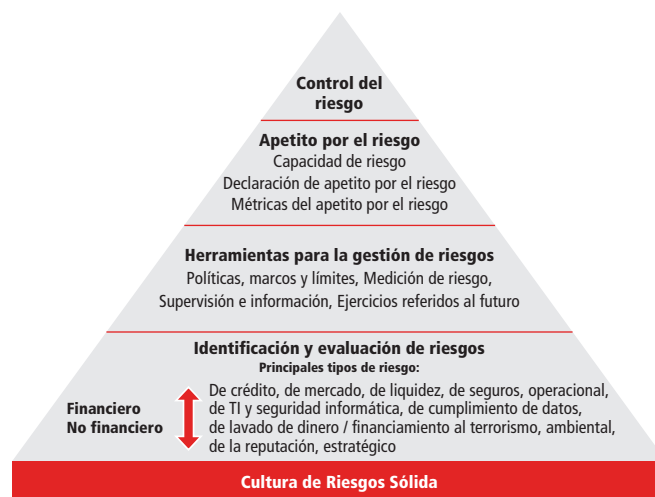 Control del
riesgo
Apetito por el riesgo
Capacidad de riesgo
Declaración de apetito por el riesgo
Métricas del apetito por el riesgo
Herramientas para la gestión de riesgos
Políticas, marcos y límites, Medición de riesgo,
Supervisión e información, Ejercicios referidos al futuro
Identificación y evaluación de riesgos
Principales tipos de riesgo:
Financiero
No financiero
De crédito, de mercado, de liquidez, de seguros, operacional,
de TI y seguridad informática, de cumplimiento de datos,
de lavado de dinero / financiamiento al terrorismo, ambiental,
de la reputación, estratégico
Cultura de Riesgos Sólida